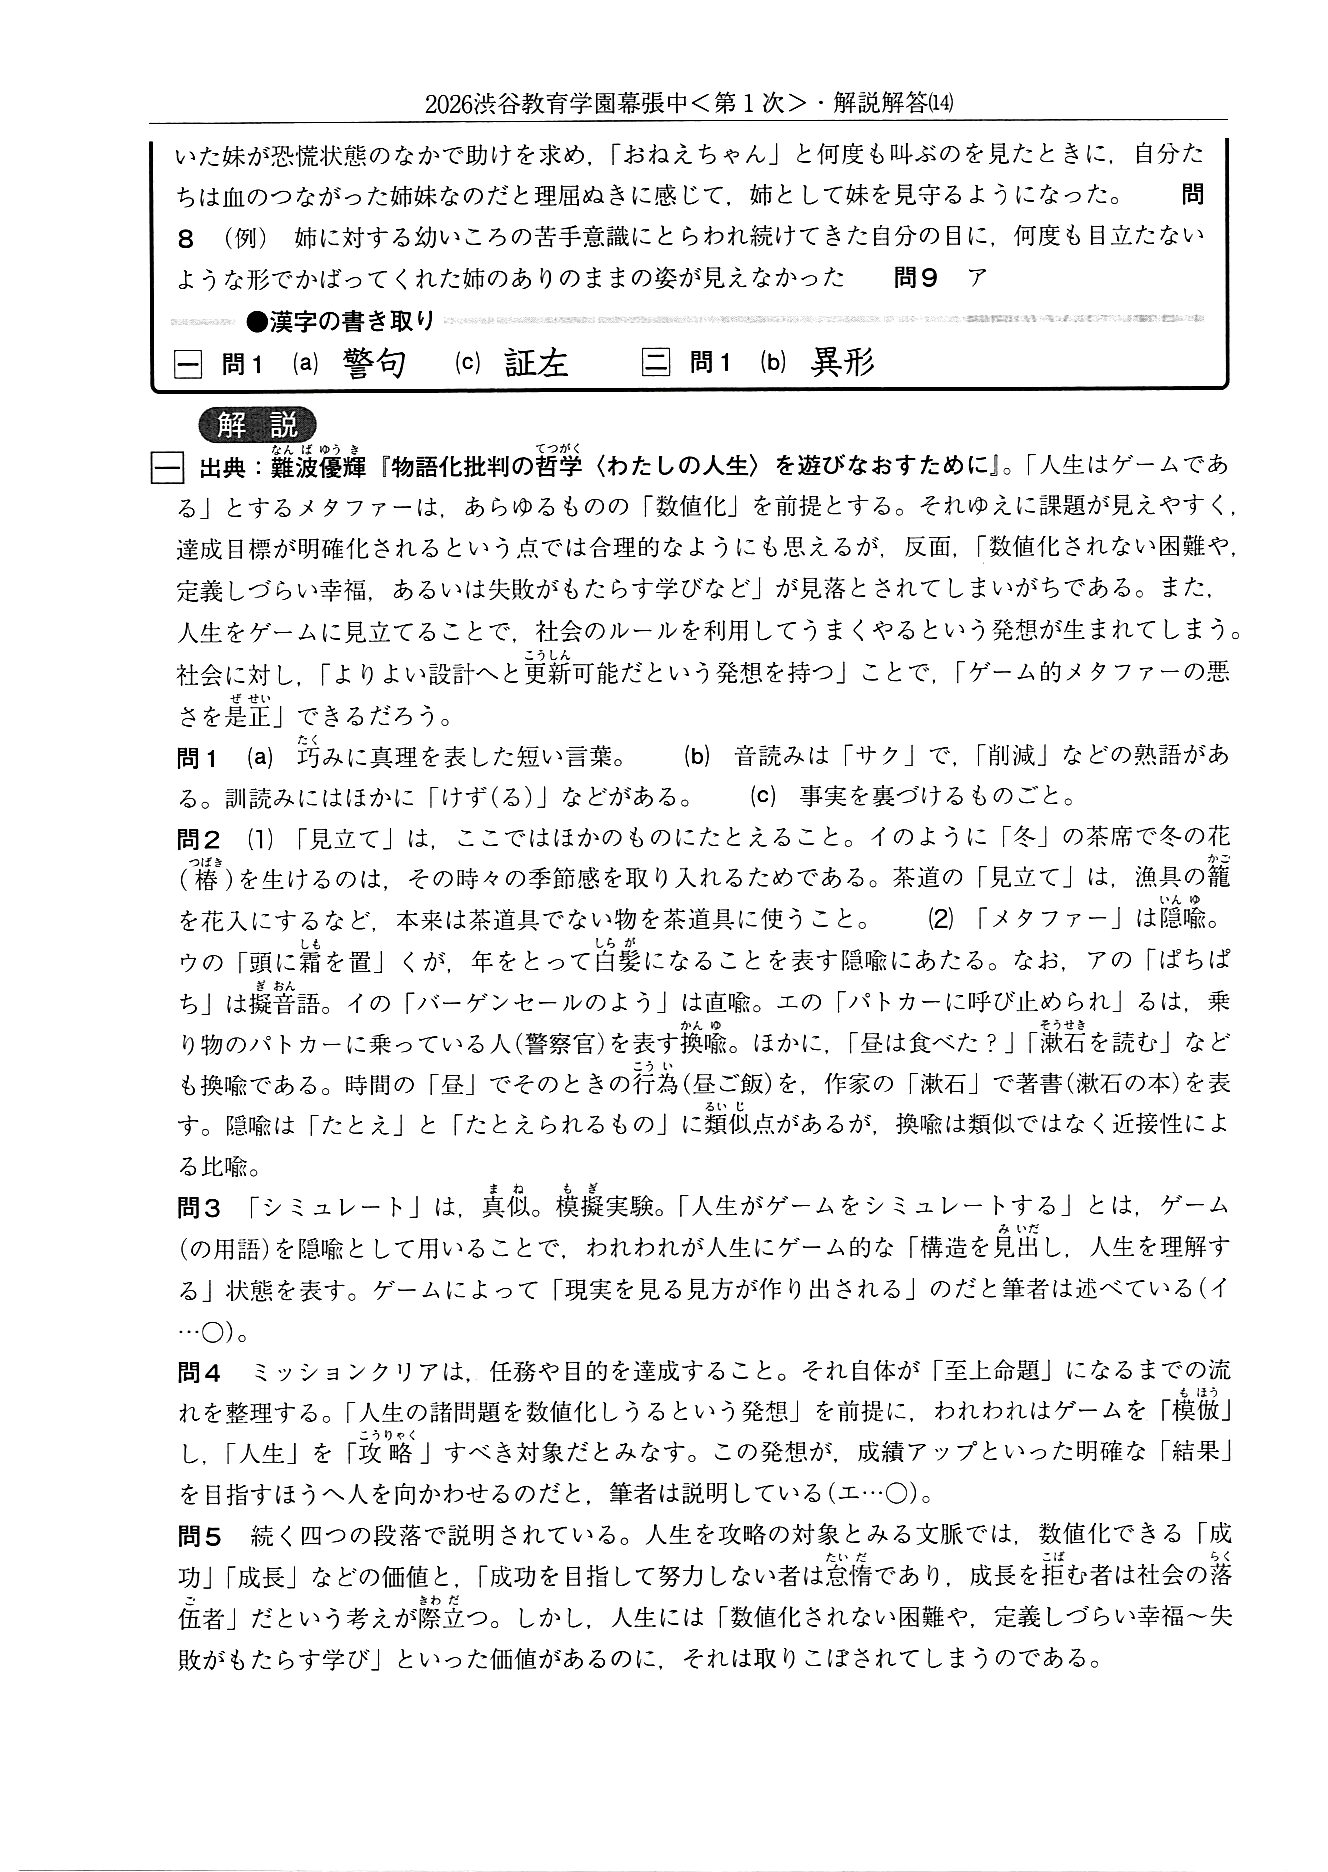 2026渋谷教育学園幕張中＜第１次＞・解説解答⒁
いた妹が恐慌状態のなかで助けを求め，「おねえちゃん」と何度も叫ぶのを見たときに，自分た
ちは血のつながった姉妹なのだと理屈ぬきに感じて，姉として妹を見守るようになった。　問
８　（例）　姉に対する幼いころの苦手意識にとらわれ続けてきた自分の目に，何度も目立たない
ような形でかばってくれた姉のありのままの姿が見えなかった　問９　ア
●漢字の書き取り
一　問１　(a)　警句　(c)　証左　二　問１　(b)　異形
解　説
一　出典：難波優輝『物語化批判の哲学〈わたしの人生〉を遊びなおすために』。「人生はゲームであ
る」とするメタファーは，あらゆるものの「数値化」を前提とする。それゆえに課題が見えやすく，
達成目標が明確化されるという点では合理的なようにも思えるが，反面，「数値化されない困難や，
定義しづらい幸福，あるいは失敗がもたらす学びなど」が見落とされてしまいがちである。また，
人生をゲームに見立てることで，社会のルールを利用してうまくやるという発想が生まれてしまう。
社会に対し，「よりよい設計へと更新可能だという発想を持つ」ことで，「ゲーム的メタファーの悪
さを是正」できるだろう。
問１　(a)　巧みに真理を表した短い言葉。　(b)　音読みは「サク」で，「削減」などの熟語があ
る。訓読みにはほかに「けず(る)」などがある。　(c)　事実を裏づけるものごと。
問２　(1)　「見立て」は，ここではほかのものにたとえること。イのように「冬」の茶席で冬の花
(椿)を生けるのは，その時々の季節感を取り入れるためである。茶道の「見立て」は，漁具の籠
を花入にするなど，本来は茶道具でない物を茶道具に使うこと。　(2)　「メタファー」は隠喩。
ウの「頭に霜を置」くが，年をとって白髪になることを表す隠喩にあたる。なお，アの「ぱちぱ
ち」は擬音語。イの「バーゲンセールのよう」は直喩。エの「パトカーに呼び止められ」るは，乗
り物のパトカーに乗っている人(警察官)を表す換喩。ほかに，「昼は食べた？」「漱石を読む」など
も換喩である。時間の「昼」でそのときの行為(昼ご飯)を，作家の「漱石」で著書(漱石の本)を表
す。隠喩は「たとえ」と「たとえられるもの」に類似点があるが，換喩は類似ではなく近接性によ
る比喩。
問３　「シミュレート」は，真似。模擬実験。「人生がゲームをシミュレートする」とは，ゲーム
(の用語)を隠喩として用いることで，われわれが人生にゲーム的な「構造を見出し，人生を理解す
る」状態を表す。ゲームによって「現実を見る見方が作り出される」のだと筆者は述べている(イ
…○)。
問４　ミッションクリアは，任務や目的を達成すること。それ自体が「至上命題」になるまでの流
れを整理する。「人生の諸問題を数値化しうるという発想」を前提に，われわれはゲームを「模倣」
し，「人生」を「攻略」すべき対象だとみなす。この発想が，成績アップといった明確な「結果」
を目指すほうへ人を向かわせるのだと，筆者は説明している(エ…○)。
問５　続く四つの段落で説明されている。人生を攻略の対象とみる文脈では，数値化できる「成
功」「成長」などの価値と，「成功を目指して努力しない者は怠惰であり，成長を拒む者は社会の落
伍者」だという考えが際立つ。しかし，人生には「数値化されない困難や，定義しづらい幸福～失
敗がもたらす学び」といった価値があるのに，それは取りこぼされてしまうのである。